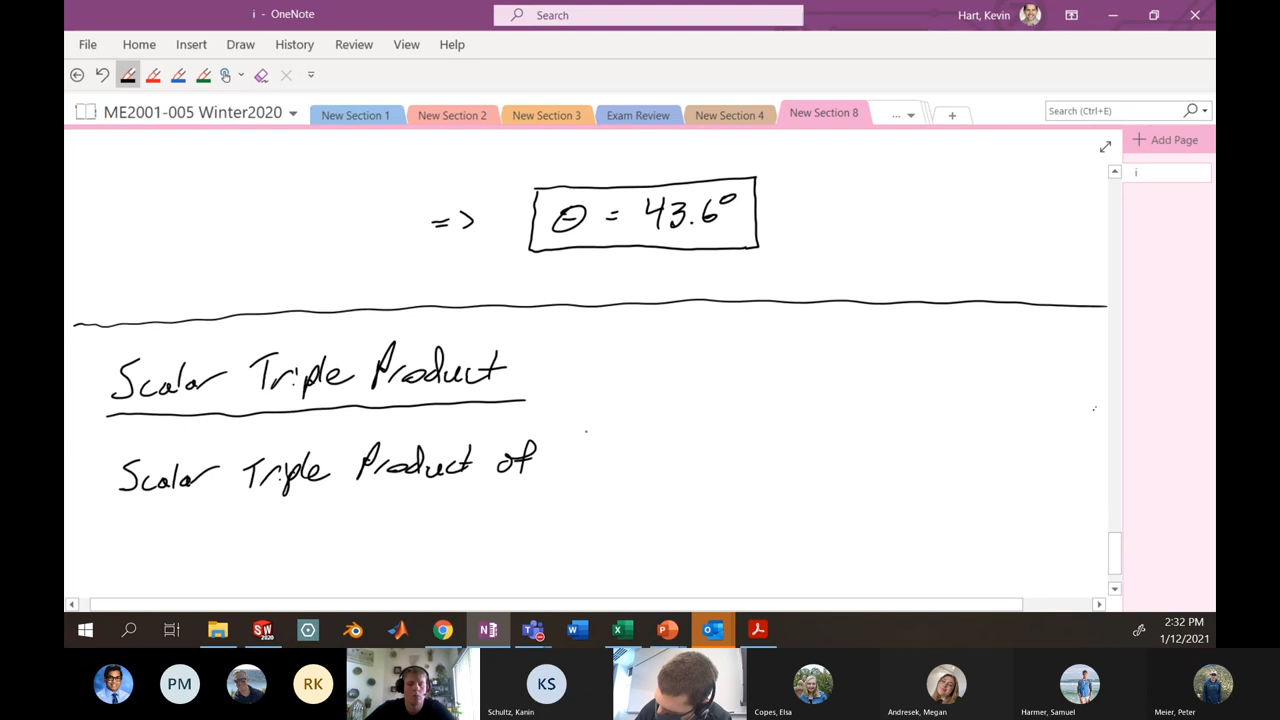 i - OneNote
Search
Hart, Kevin
File Home Insert Draw History Review View Help
ME2001-005 Winter2020
New Section 1 New Section 2 New Section 3 Exam Review New Section 4 New Section 8 ...
Search (Ctrl+E)
Add Page
i
=> θ = 43.6°
Scalar Triple Product
Scalar Triple Product of
2:32 PM
1/12/2021
SW
2020
PM
RK
KS
Schultz, Kanin
Copes, Elsa
Andresek, Megan
Harmer, Samuel
Meier, Peter